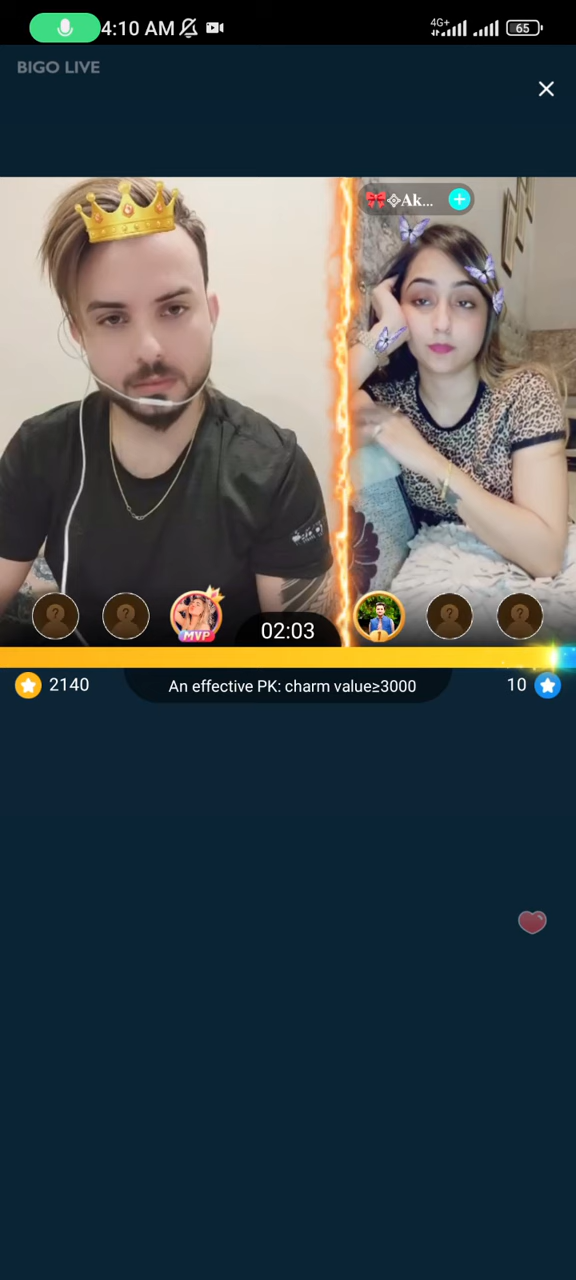 4:10 AM
4G+
65
BIGO LIVE
Ak...
MVP
1
02:03
2140
An effective PK: charm value≥3000
10